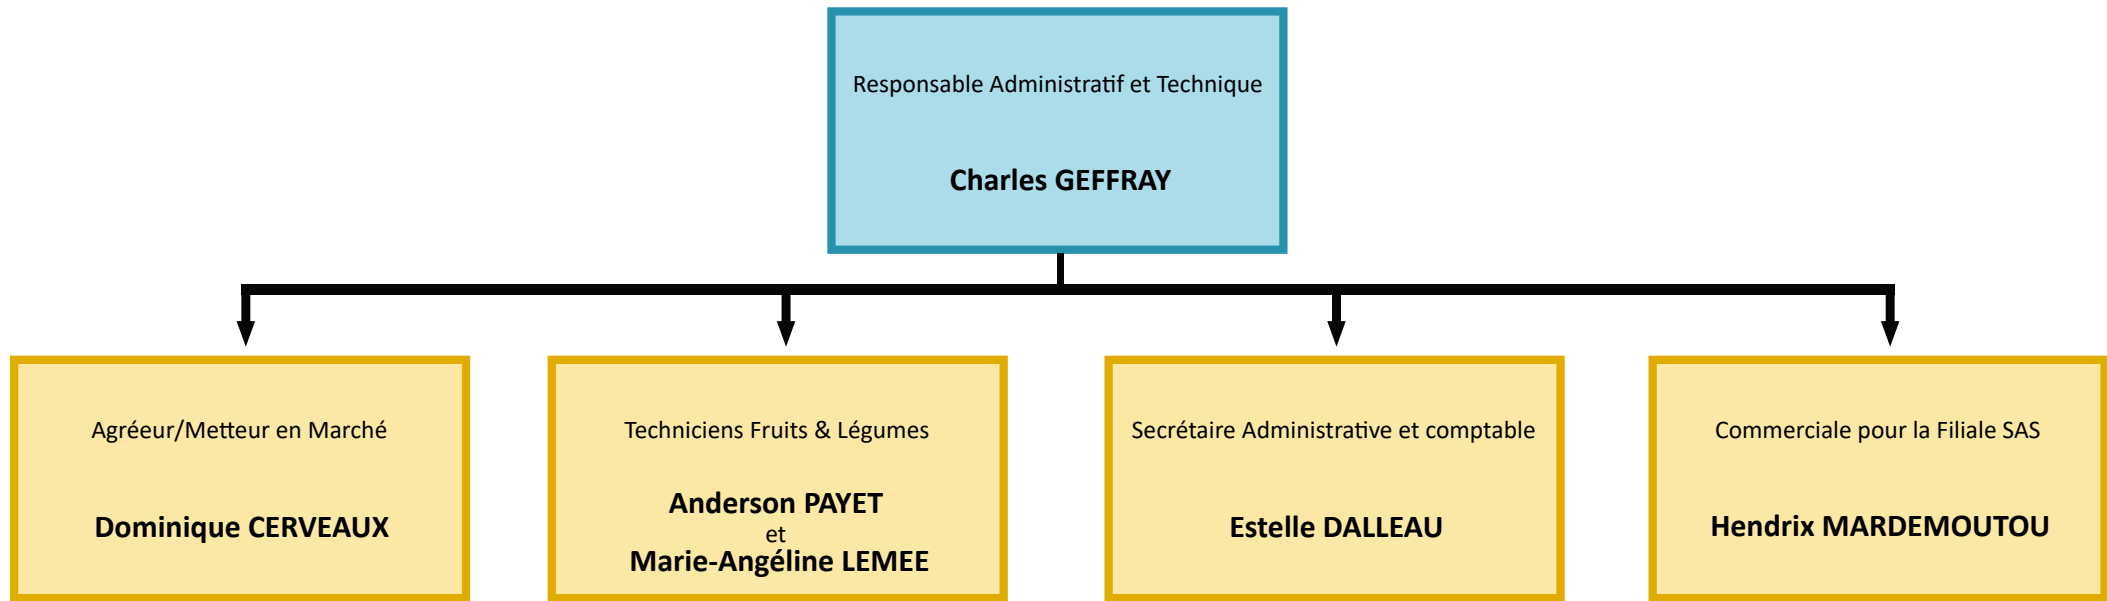 Responsable Administratif et Technique
Charles GEFFRAY
Agréeur/Metteur en Marché
Dominique CERVEAUX
Techniciens Fruits & Légumes
Anderson PAYET
et
Marie-Angéline LEMEE
Secrétaire Administrative et comptable
Estelle DALLEAU
Commerciale pour la Filiale SAS
Hendrix MARDEMOUTOU